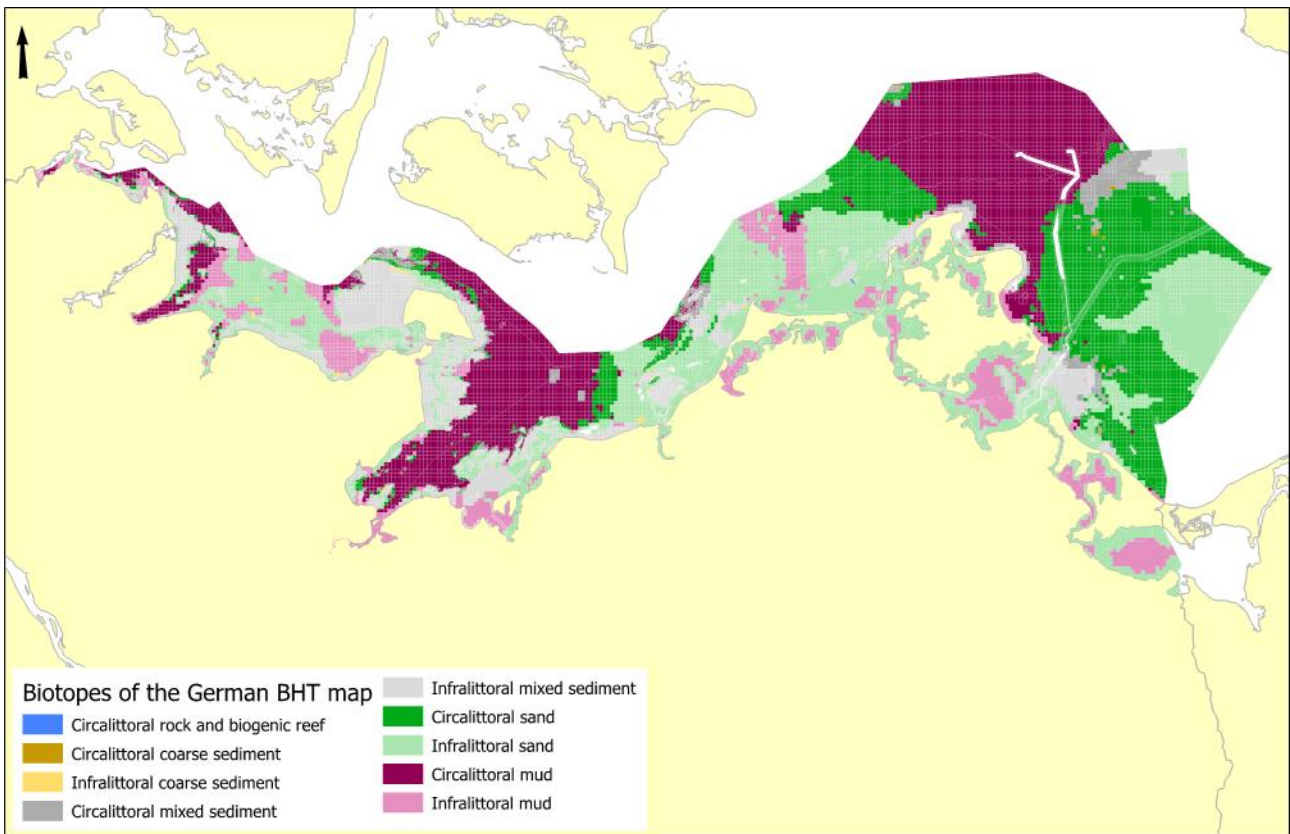 Biotopes of the German BHT map
Circalittoral rock and biogenic reef
Circalittoral coarse sediment
Infralittoral coarse sediment
Circalittoral mixed sediment
Infralittoral mixed sediment
Circalittoral sand
Infralittoral sand
Circalittoral mud
Infralittoral mud